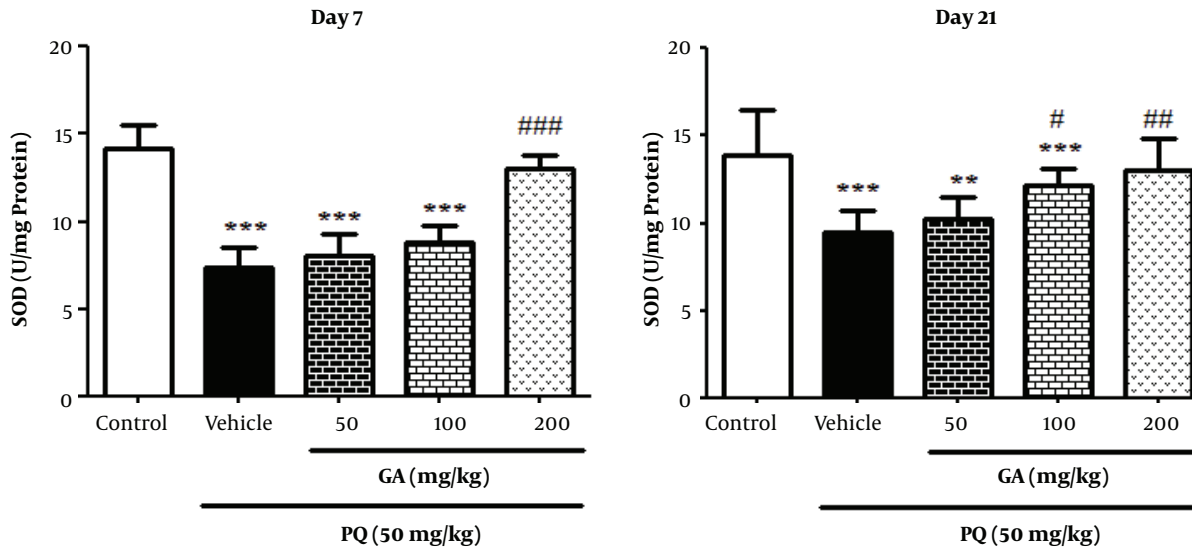 Day 7
20
15
10
5
0
SOD (U/mg Protein)
***
***
***
###
Control Vehicle 50 100 200
GA (mg/kg)
PQ (50 mg/kg)
Day 21
20
15
10
5
0
SOD (U/mg Protein)
# ##
***
***
**
Control Vehicle 50 100 200
GA (mg/kg)
PQ (50 mg/kg)